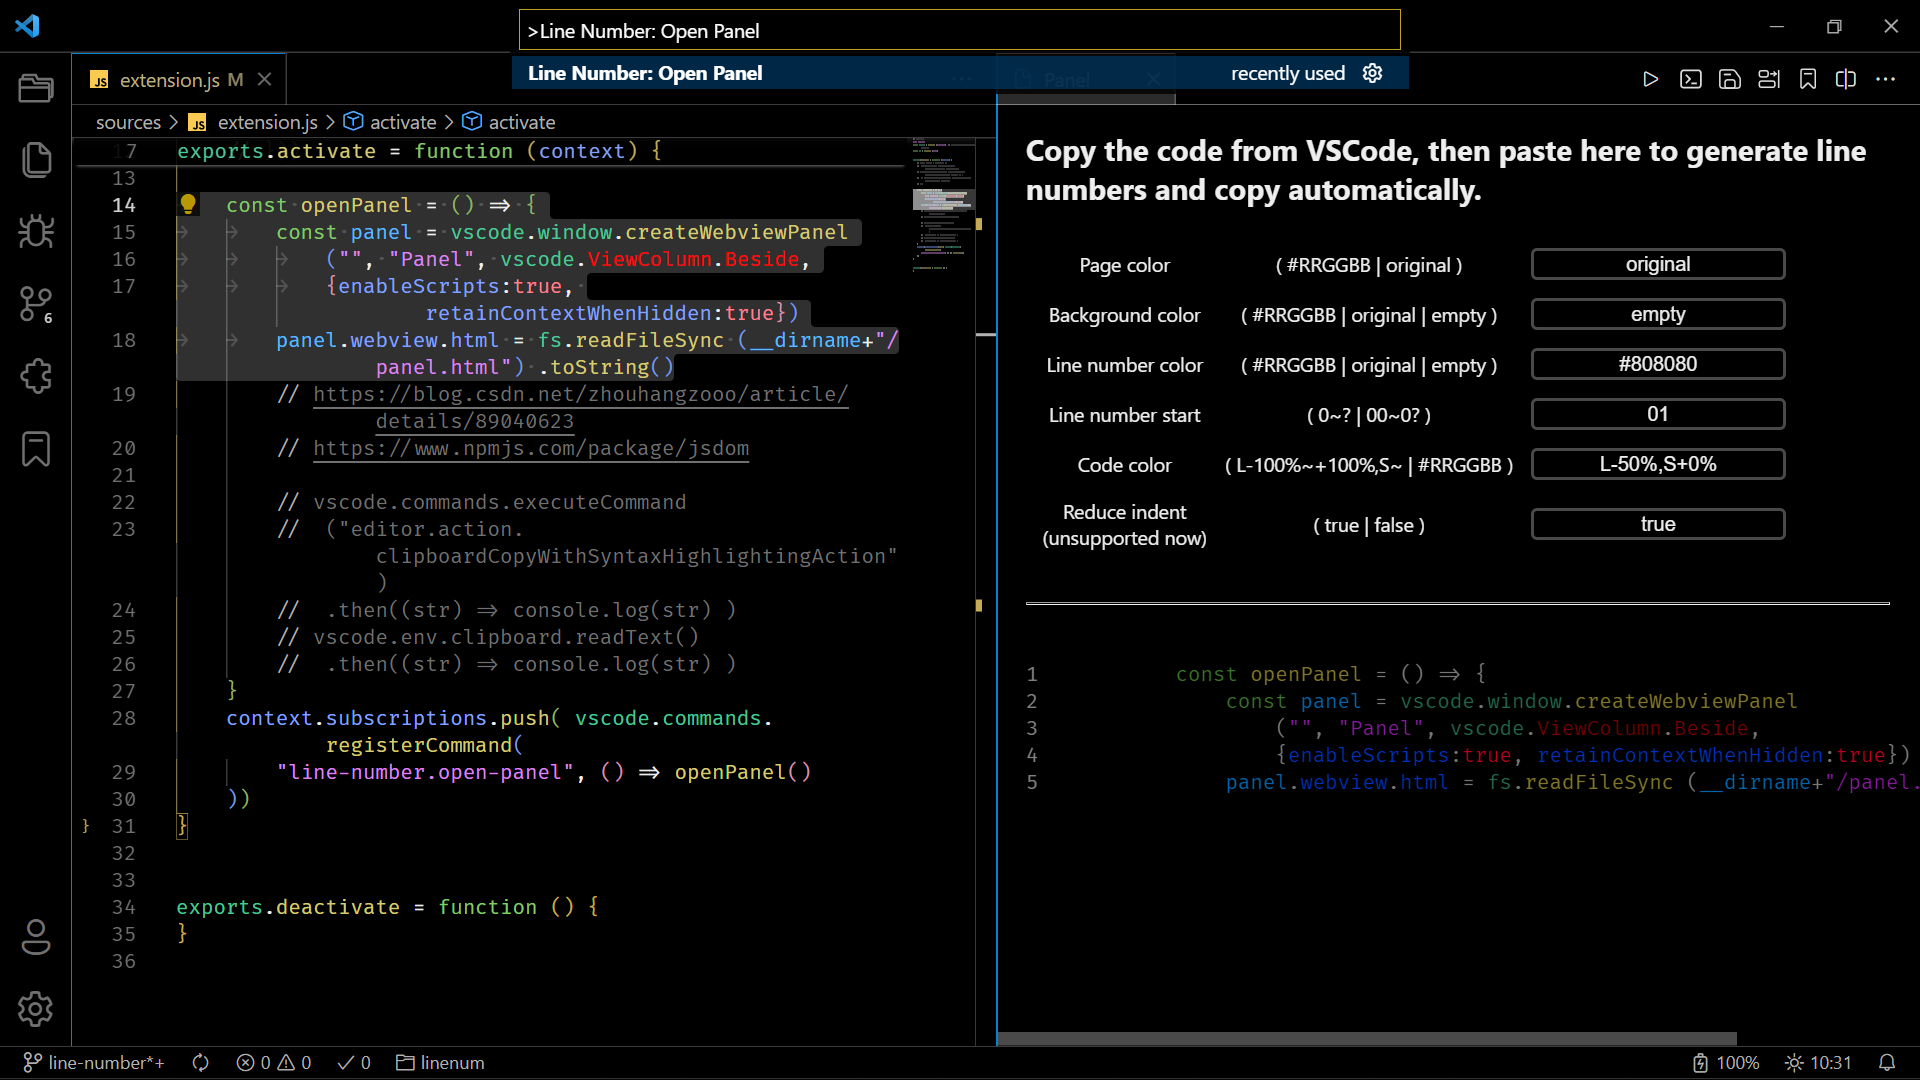 >Line Number: Open Panel
Line Number: Open Panel recently used
JS extension.js M
Panel
sources > JS extension.js > activate > activate
17 exports.activate = function (context) {
13
14 const openPanel = () => {
15 const panel = vscode.window.createWebviewPanel
16 ("", "Panel", vscode.ViewColumn.Beside,
17 {enableScripts:true,
retainContextWhenHidden:true})
18 panel.webview.html = fs.readFileSync (__dirname+"/
panel.html") .toString()
19 // https://blog.csdn.net/zhouhangzooo/article/
details/89040623
20 // https://www.npmjs.com/package/jsdom
21
22 // vscode.commands.executeCommand
23 // ("editor.action.
clipboardCopyWithSyntaxHighlightingAction"
)
24 // .then((str) => console.log(str) )
25 // vscode.env.clipboard.readText()
26 // .then((str) => console.log(str) )
27 }
28 context.subscriptions.push( vscode.commands.
registerCommand(
29 "line-number.open-panel", () => openPanel()
30 ))
} 31 }
32
33
34 exports.deactivate = function () {
35 }
36
Copy the code from VSCode, then paste here to generate line
numbers and copy automatically.
Page color ( #RRGGBB | original ) original
Background color ( #RRGGBB | original | empty ) empty
Line number color ( #RRGGBB | original | empty ) #808080
Line number start ( 0~? | 00~0? ) 01
Code color ( L-100%~+100%,S~ | #RRGGBB ) L-50%,S+0%
Reduce indent
(unsupported now) ( true | false ) true
1 const openPanel = () => {
2 const panel = vscode.window.createWebviewPanel
3 ("", "Panel", vscode.ViewColumn.Beside,
4 {enableScripts:true, retainContextWhenHidden:true})
5 panel.webview.html = fs.readFileSync (__dirname+"/panel.
6
line-number*+ 0 0 0 linenum 100% 10:31